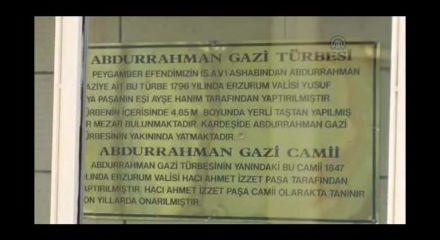 ABDURRAHMAN GAZİ TÜRBESİ
PEYGAMBER EFENDİMİZİN (S.A.V) ASHABINDAN ABDURRAHMAN
AZİYE AİT BU TÜRBE 1796 YILINDA ERZURUM VALİSİ YUSUF
YA PAŞANIN EŞİ AYŞE HANIM TARAFINDAN YAPTIRILMIŞTIR.
ÜRBENİN İÇERİSİNDE 4.85 M BOYUNDA YERLİ TAŞTAN YAPILMIŞ
R MEZAR BULUNMAKTADIR. KARDEŞİDE ABDURRAHMAN GAZİ
ÜRBESİNİN YAKININDA YATMAKTADIR.
ABDURRAHMAN GAZİ CAMİİ
ABDURRAHMAN GAZİ TÜRBESİNİN YANINDAKİ BU CAMİİ 1847
ILINDA ERZURUM VALİSİ HACI AHMET İZZET PAŞA TARAFINDAN
APTIRILMIŞTIR. HACI AHMET İZZET PAŞA CAMİİ OLARAKTA TANINIR
ON YILLARDA ONARILMIŞTIR.